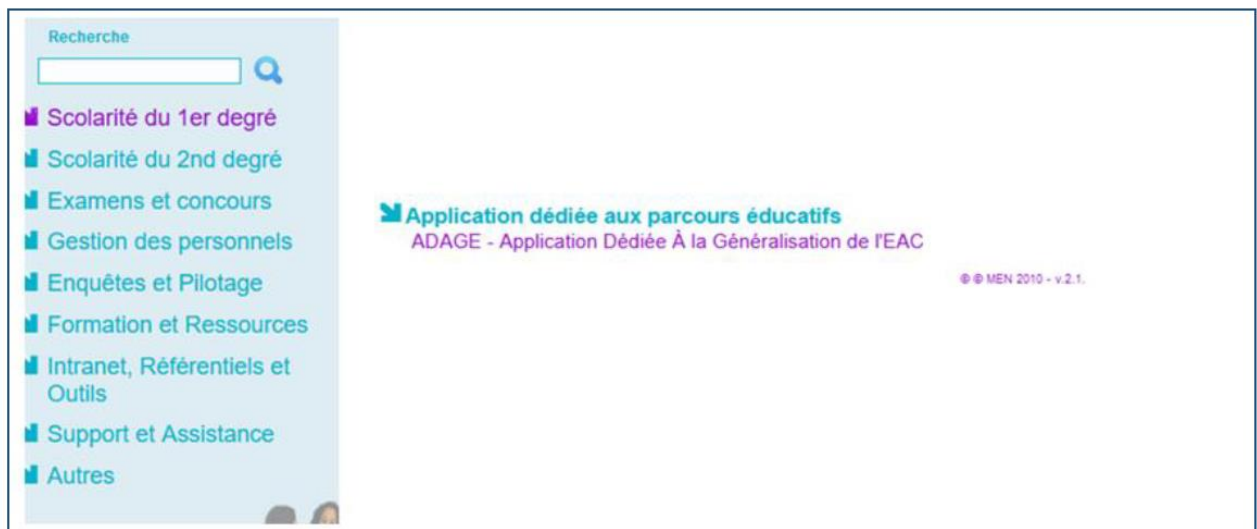 Recherche
Scolarité du 1er degré
Scolarité du 2nd degré
Examens et concours
Gestion des personnels
Enquêtes et Pilotage
Formation et Ressources
Intranet, Référentiels et
Outils
Support et Assistance
Autres
Application dédiée aux parcours éducatifs
ADAGE - Application Dédiée À la Généralisation de l'EAC
© © MEN 2010 - v.2.1.